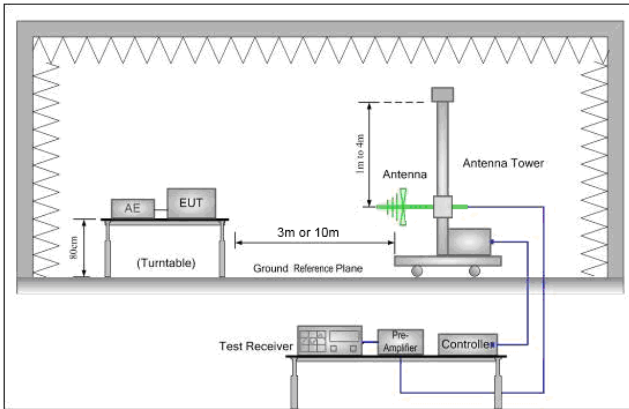 1m to 4m
Antenna
Antenna Tower
AE
EUT
80cm
(Turntable)
3m or 10m
Ground Reference Plane
Test Receiver
Pre-
Amplifier
Controlle